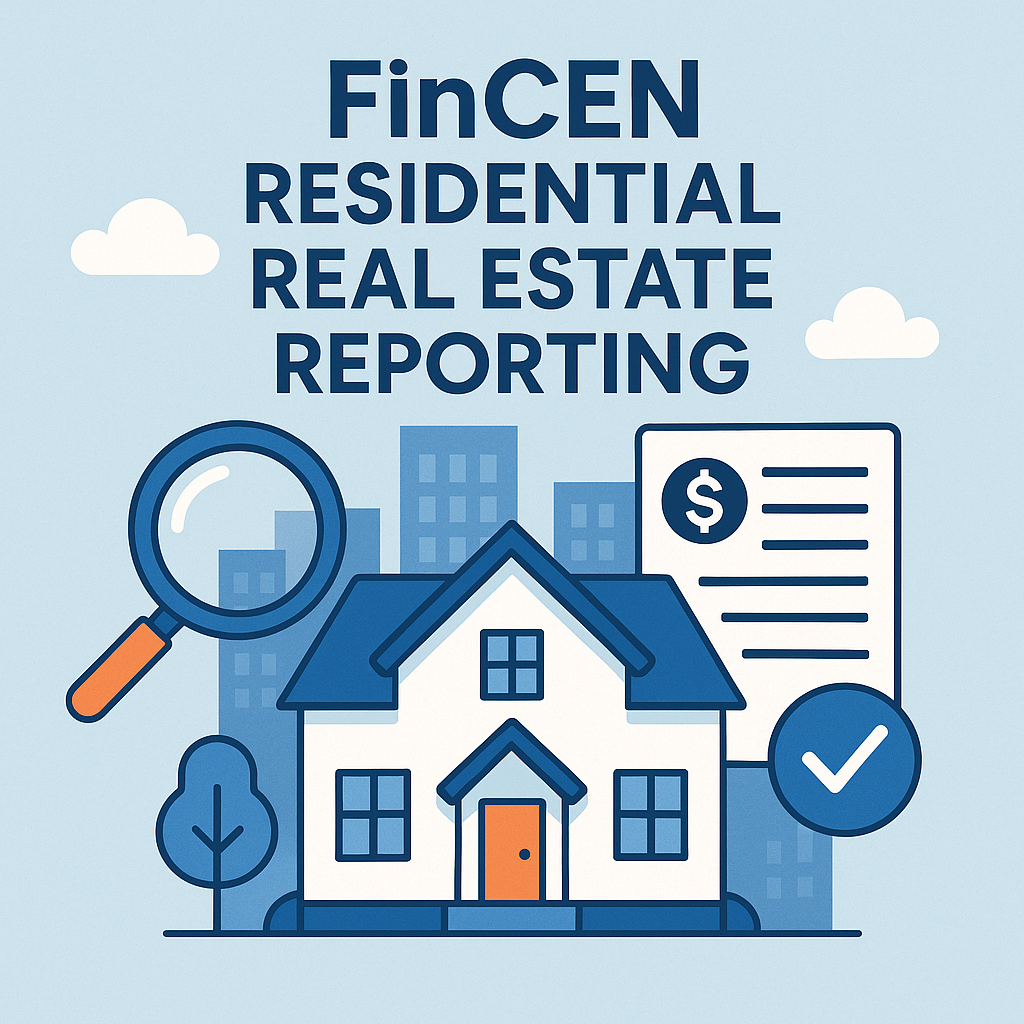 FinCEN
RESIDENTIAL
REAL ESTATE
REPORTING
$